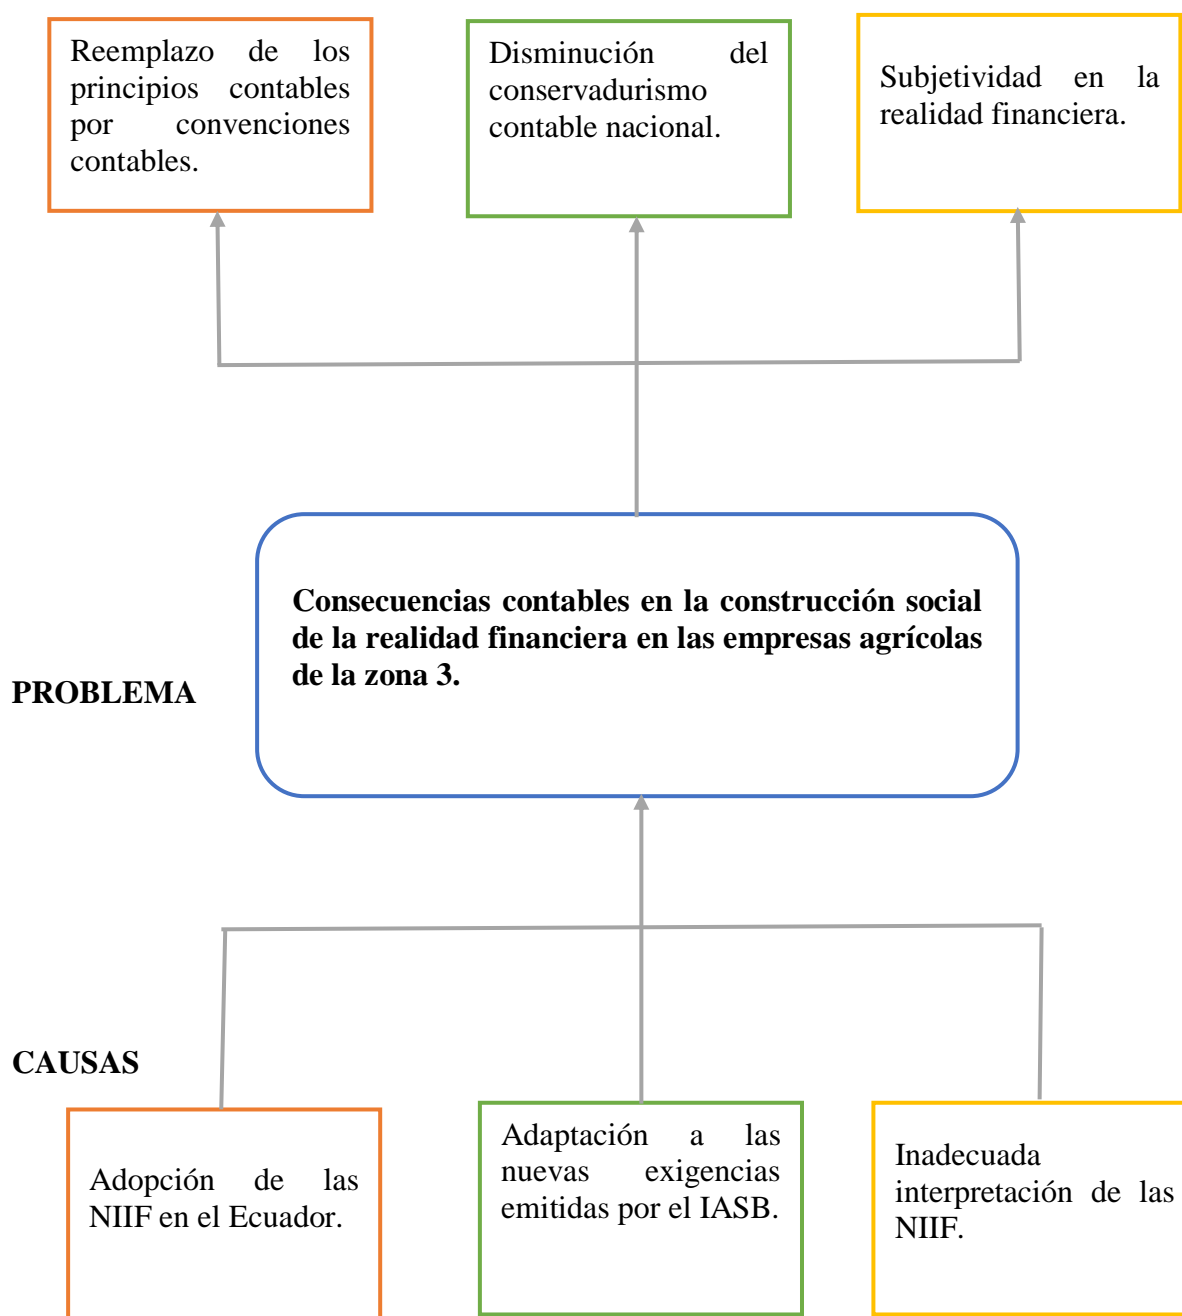 Reemplazo de los
principios contables
por convenciones
contables.
Disminución del
conservadurismo
contable nacional.
Subjetividad en la
realidad financiera.
Consecuencias contables en la construcción social
de la realidad financiera en las empresas agrícolas
de la zona 3.
PROBLEMA
CAUSAS
Adopción de las
NIIF en el Ecuador.
Adaptación a las
nuevas exigencias
emitidas por el IASB.
Inadecuada
interpretación de las
NIIF.